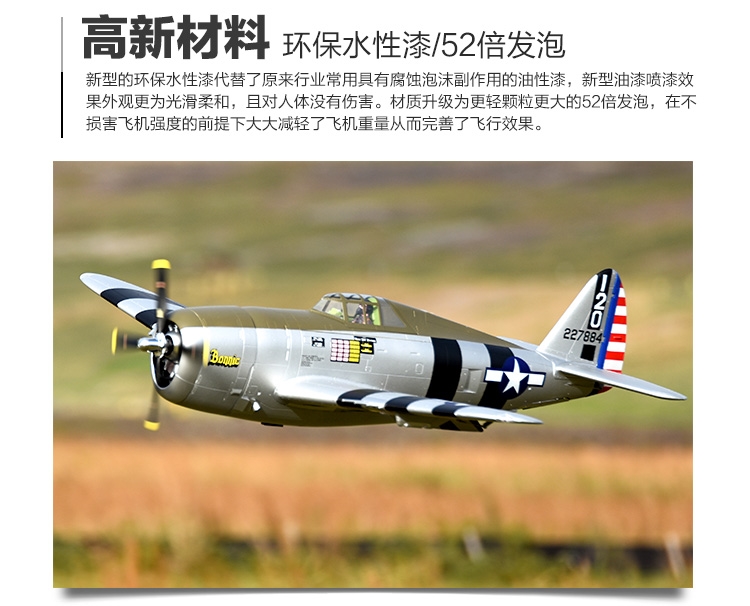 高新材料 环保水性漆/52倍发泡
新型的环保水性漆代替了原来行业常用具有腐蚀泡沫副作用的油性漆，新型油漆喷漆效
果外观更为光滑柔和，且对人体没有伤害。材质升级为更轻颗粒更大的52倍发泡，在不
损害飞机强度的前提下大大减轻了飞机重量从而完善了飞行效果。
120
227884
Bonnie